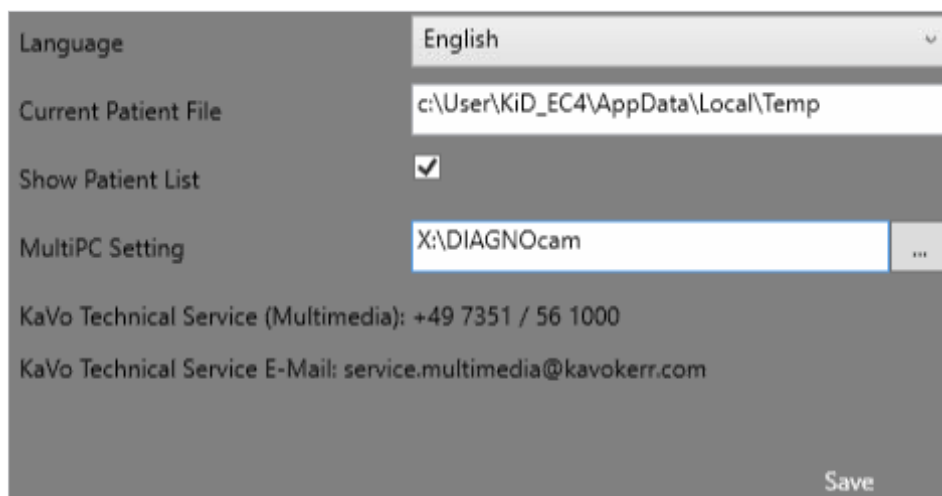 Language English
Current Patient File c:\User\KiD_EC4\AppData\Local\Temp
Show Patient List
MultiPC Setting X:\DIAGNOcam ...
KaVo Technical Service (Multimedia): +49 7351 / 56 1000
KaVo Technical Service E-Mail: service.multimedia@kavokerr.com
Save